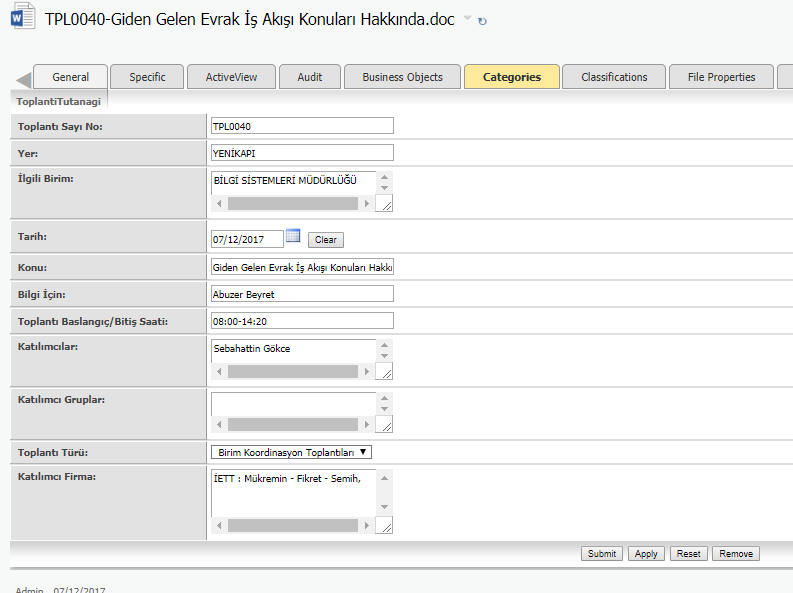 TPL0040-Giden Gelen Evrak İş Akışı Konuları Hakkında.doc
General Specific ActiveView Audit Business Objects Categories Classifications File Properties
ToplantiTutanagi
Toplantı Sayı No: TPL0040
Yer: YENİKAPI
İlgili Birim: BİLGİ SİSTEMLERİ MÜDÜRLÜĞÜ
Tarih: 07/12/2017 Clear
Konu: Giden Gelen Evrak İş Akışı Konuları Hakkı
Bilgi İçin: Abuzer Beyret
Toplantı Baslangıç/Bitiş Saati: 08:00-14:20
Katılımcılar: Sebahattin Gökce
Katılımcı Gruplar:
Toplantı Türü: Birim Koordinasyon Toplantıları
Katılımcı Firma: İETT : Mükremin - Fikret - Semih,
Submit Apply Reset Remove
Admin 07/12/2017